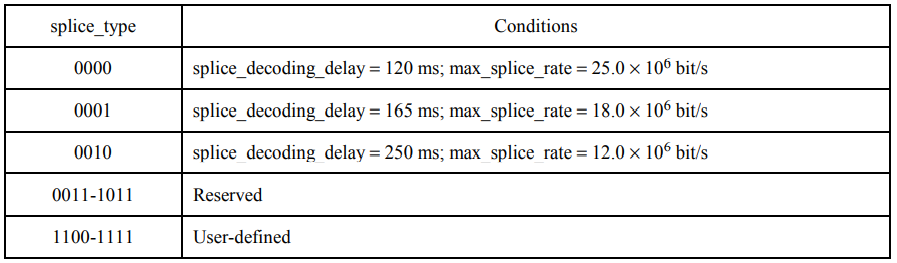 splice_type Conditions
0000 splice_decoding_delay = 120 ms; max_splice_rate = 25.0 × 10⁶ bit/s
0001 splice_decoding_delay = 165 ms; max_splice_rate = 18.0 × 10⁶ bit/s
0010 splice_decoding_delay = 250 ms; max_splice_rate = 12.0 × 10⁶ bit/s
0011-1011 Reserved
1100-1111 User-defined